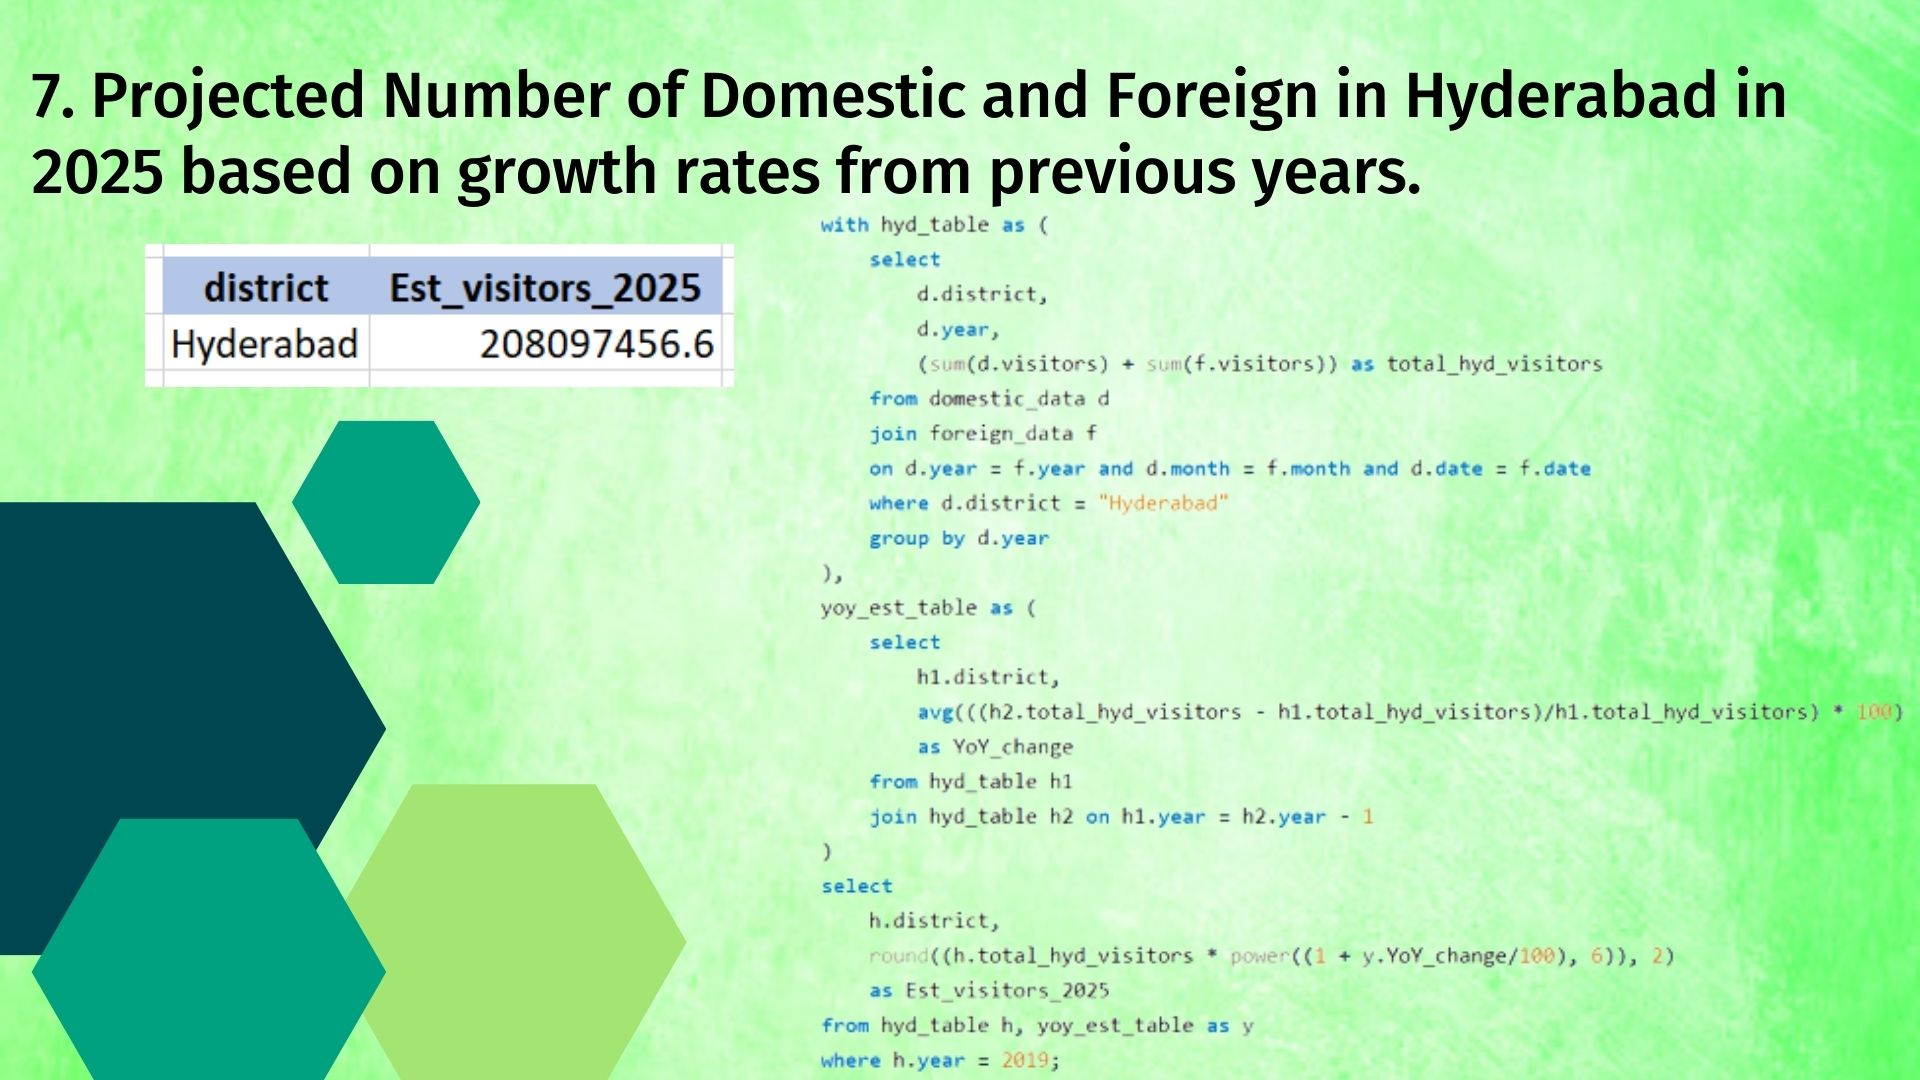 7. Projected Number of Domestic and Foreign in Hyderabad in
2025 based on growth rates from previous years.
district Est_visitors_2025
Hyderabad 208097456.6
with hyd_table as (
select
d.district,
d.year,
(sum(d.visitors) + sum(f.visitors)) as total_hyd_visitors
from domestic_data d
join foreign_data f
on d.year = f.year and d.month = f.month and d.date = f.date
where d.district = "Hyderabad"
group by d.year
),
yoy_est_table as (
select
h1.district,
avg(((h2.total_hyd_visitors - h1.total_hyd_visitors)/h1.total_hyd_visitors) * 100)
as YoY_change
from hyd_table h1
join hyd_table h2 on h1.year = h2.year - 1
)
select
h.district,
round((h.total_hyd_visitors * power((1 + y.YoY_change/100), 6)), 2)
as Est_visitors_2025
from hyd_table h, yoy_est_table as y
where h.year = 2019;